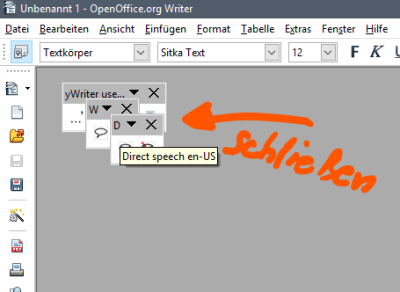 Unbenannt 1 - OpenOffice.org Writer
Datei Bearbeiten Ansicht Einfügen Format Tabelle Extras Fenster Hilfe
Textkörper Sitka Text 12 F K U
yWriter use...
W
D
Direct speech en-US
schließen